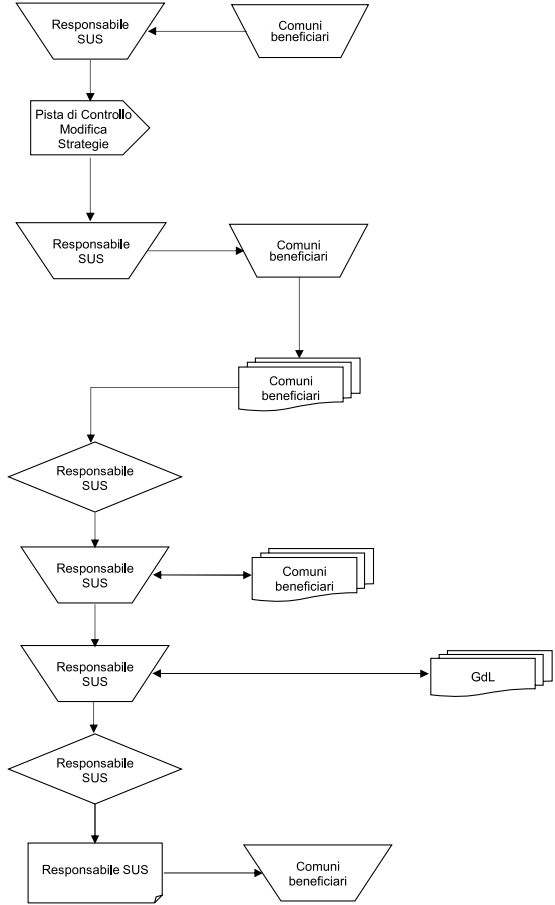 Responsabile
SUS
Comuni
beneficiari
Pista di Controllo
Modifica
Strategie
Responsabile
SUS
Comuni
beneficiari
Comuni
beneficiari
Responsabile
SUS
Responsabile
SUS
Comuni
beneficiari
Responsabile
SUS
GdL
Responsabile
SUS
Responsabile SUS
Comuni
beneficiari